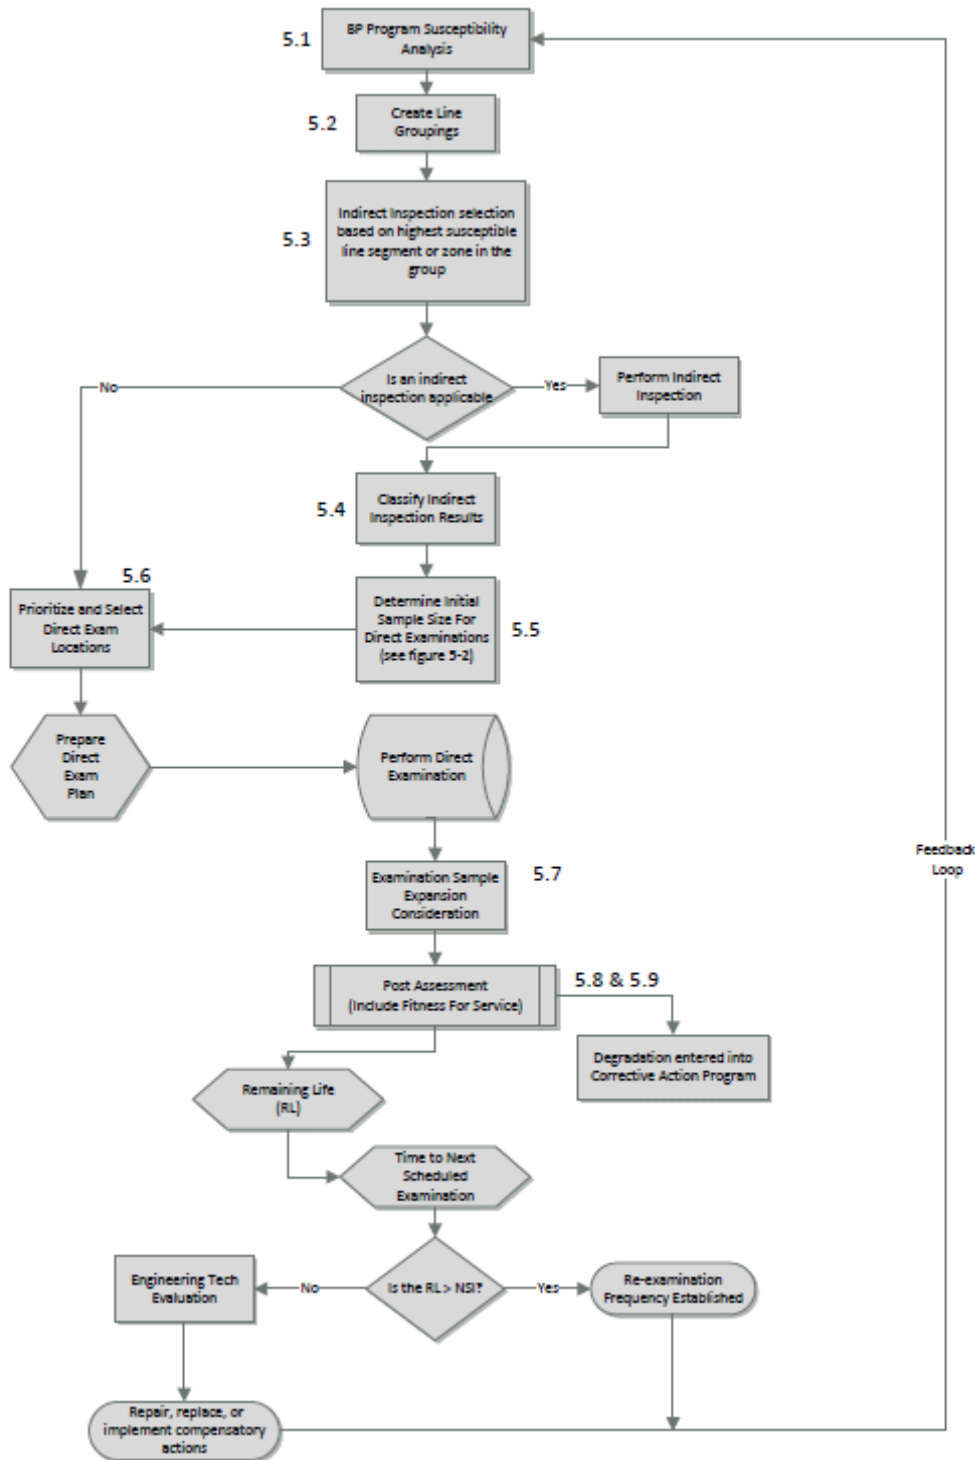 5.1
BP Program Susceptibility
Analysis
5.2
Create Line
Groupings
5.3
Indirect Inspection selection
based on highest susceptible
line segment or zone in the
group
Is an indirect
inspection applicable
No
Yes
Perform Indirect
Inspection
5.4
Classify Indirect
Inspection Results
5.6
Prioritize and Select
Direct Exam
Locations
Determine Initial
Sample Size For
Direct Examinations
(see figure 5-2)
5.5
Prepare
Direct
Exam
Plan
Perform Direct
Examination
Feedback
Loop
Examination Sample
Expansion
Consideration
5.7
Post Assessment
(Include Fitness For Service)
5.8 & 5.9
Degradation entered into
Corrective Action Program
Remaining Life
(RL)
Time to Next
Scheduled
Examination
Engineering Tech
Evaluation
No
Is the RL > NSI?
Yes
Re-examination
Frequency Established
Repair, replace, or
implement compensatory
actions